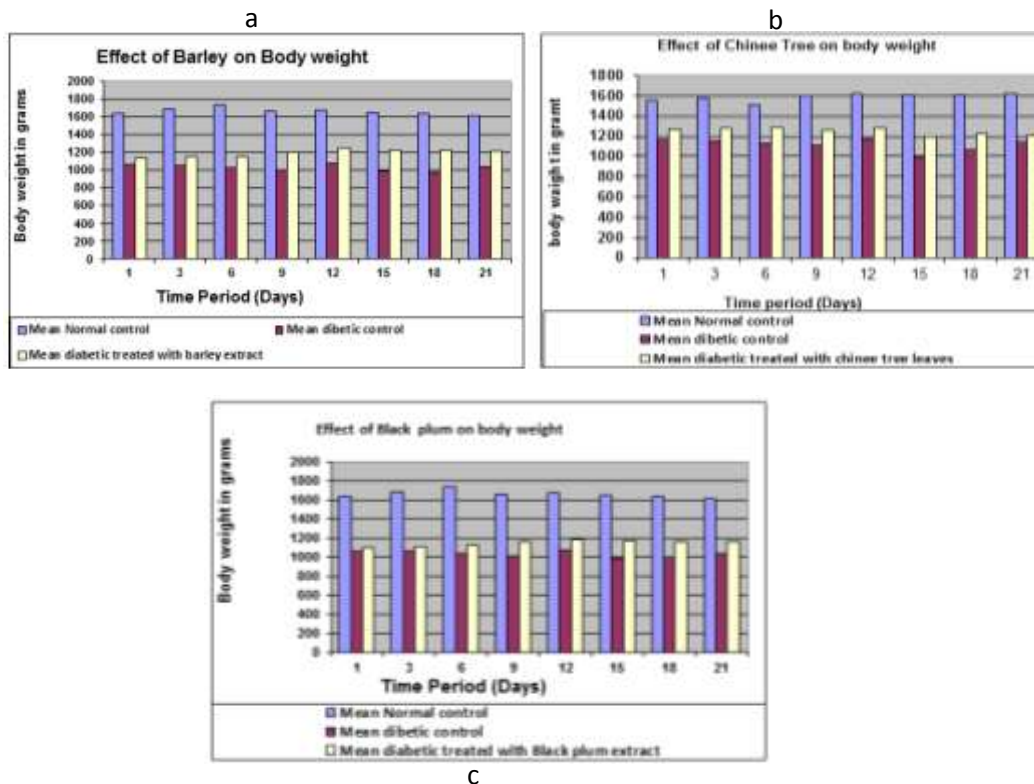 a
Effect of Barley on Body weight
Body weight in grams
2000
1800
1600
1400
1200
1000
800
600
400
200
0
1 3 6 9 12 15 18 21
Time Period (Days)
Mean Normal control Mean dibetic control
Mean diabetic treated with barley extract
b
Effect of Chinee Tree on body weight
body waight in gramt
1800
1600
1400
1200
1000
800
600
400
200
0
1 3 6 9 12 15 18 21
Time period (Days)
Mean Normal control
Mean dibetic control
Mean diabetic treated with chinee tree leaves
Effect of Black plum on body weight
Body weight in grams
2000
1800
1600
1400
1200
1000
800
600
400
200
0
1 3 6 9 12 15 18 21
Time Period (Days)
Mean Normal control
Mean dibetic control
Mean diabetic treated with Black plum extract
c